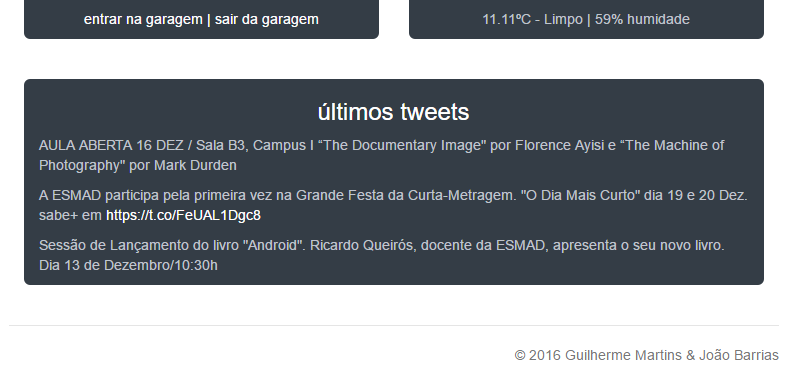 entrar na garagem | sair da garagem
11.11ºC - Limpo | 59% humidade
últimos tweets
AULA ABERTA 16 DEZ / Sala B3, Campus I “The Documentary Image" por Florence Ayisi e “The Machine of
Photography" por Mark Durden
A ESMAD participa pela primeira vez na Grande Festa da Curta-Metragem. "O Dia Mais Curto" dia 19 e 20 Dez.
sabe+ em https://t.co/FeUAL1Dgc8
Sessão de Lançamento do livro "Android". Ricardo Queirós, docente da ESMAD, apresenta o seu novo livro.
Dia 13 de Dezembro/10:30h
© 2016 Guilherme Martins & João Barrias